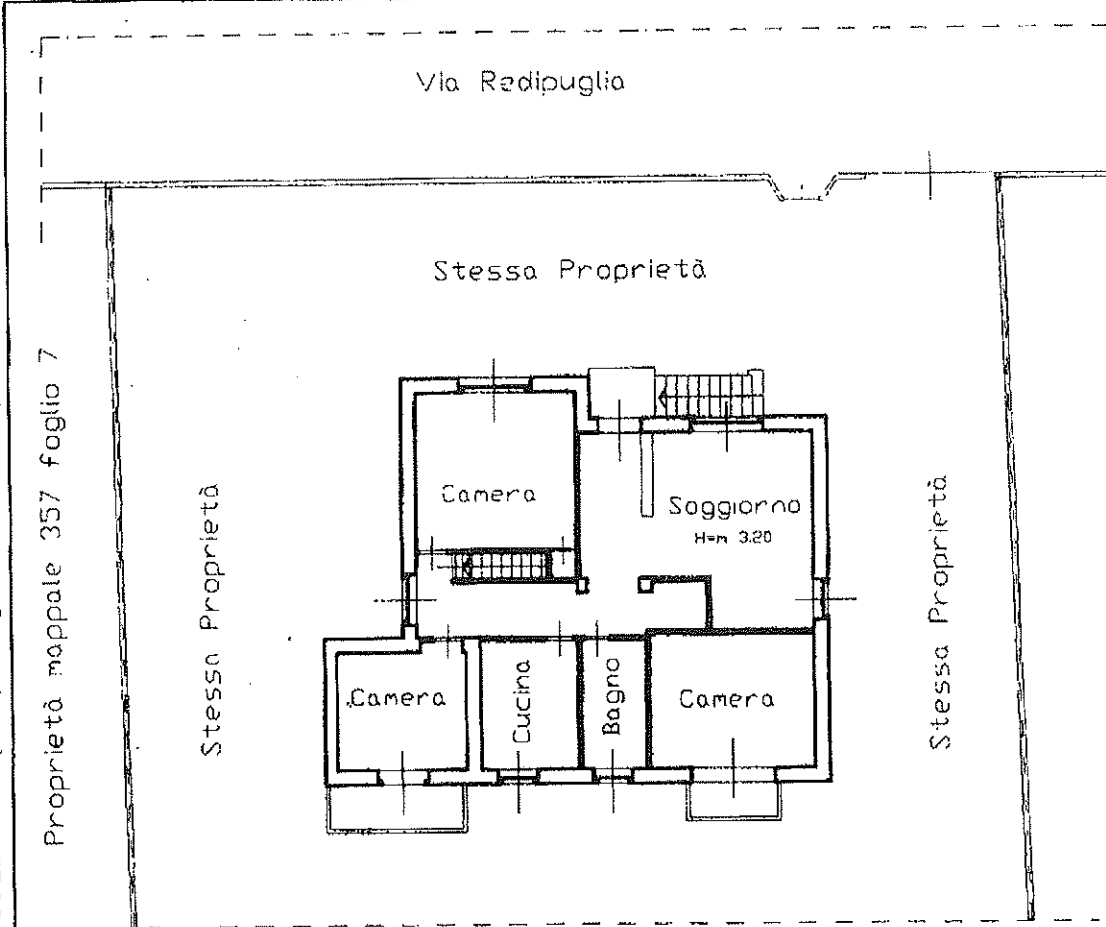 Via Redipuglia
Stessa Proprietà
Proprietà mappale 357 foglio 7
Stessa Proprietà
Camera
Soggiorno
H=m 3.20
Stessa Proprietà
Camera
Cucina
Bagno
Camera